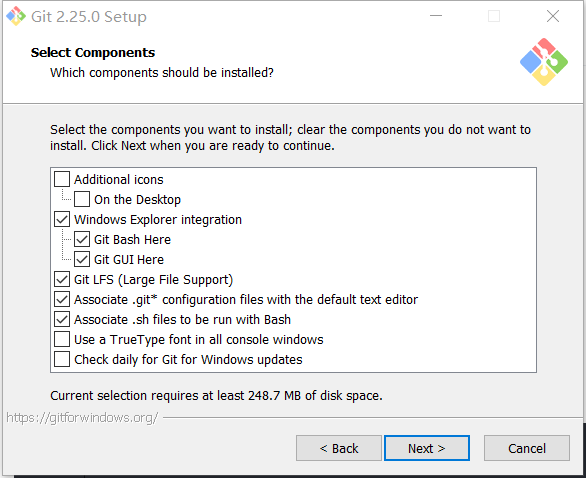 Git 2.25.0 Setup
Select Components
Which components should be installed?
Select the components you want to install; clear the components you do not want to
install. Click Next when you are ready to continue.
Additional icons
On the Desktop
Windows Explorer integration
Git Bash Here
Git GUI Here
Git LFS (Large File Support)
Associate .git* configuration files with the default text editor
Associate .sh files to be run with Bash
Use a TrueType font in all console windows
Check daily for Git for Windows updates
Current selection requires at least 248.7 MB of disk space.
https://gitforwindows.org/
< Back
Next >
Cancel